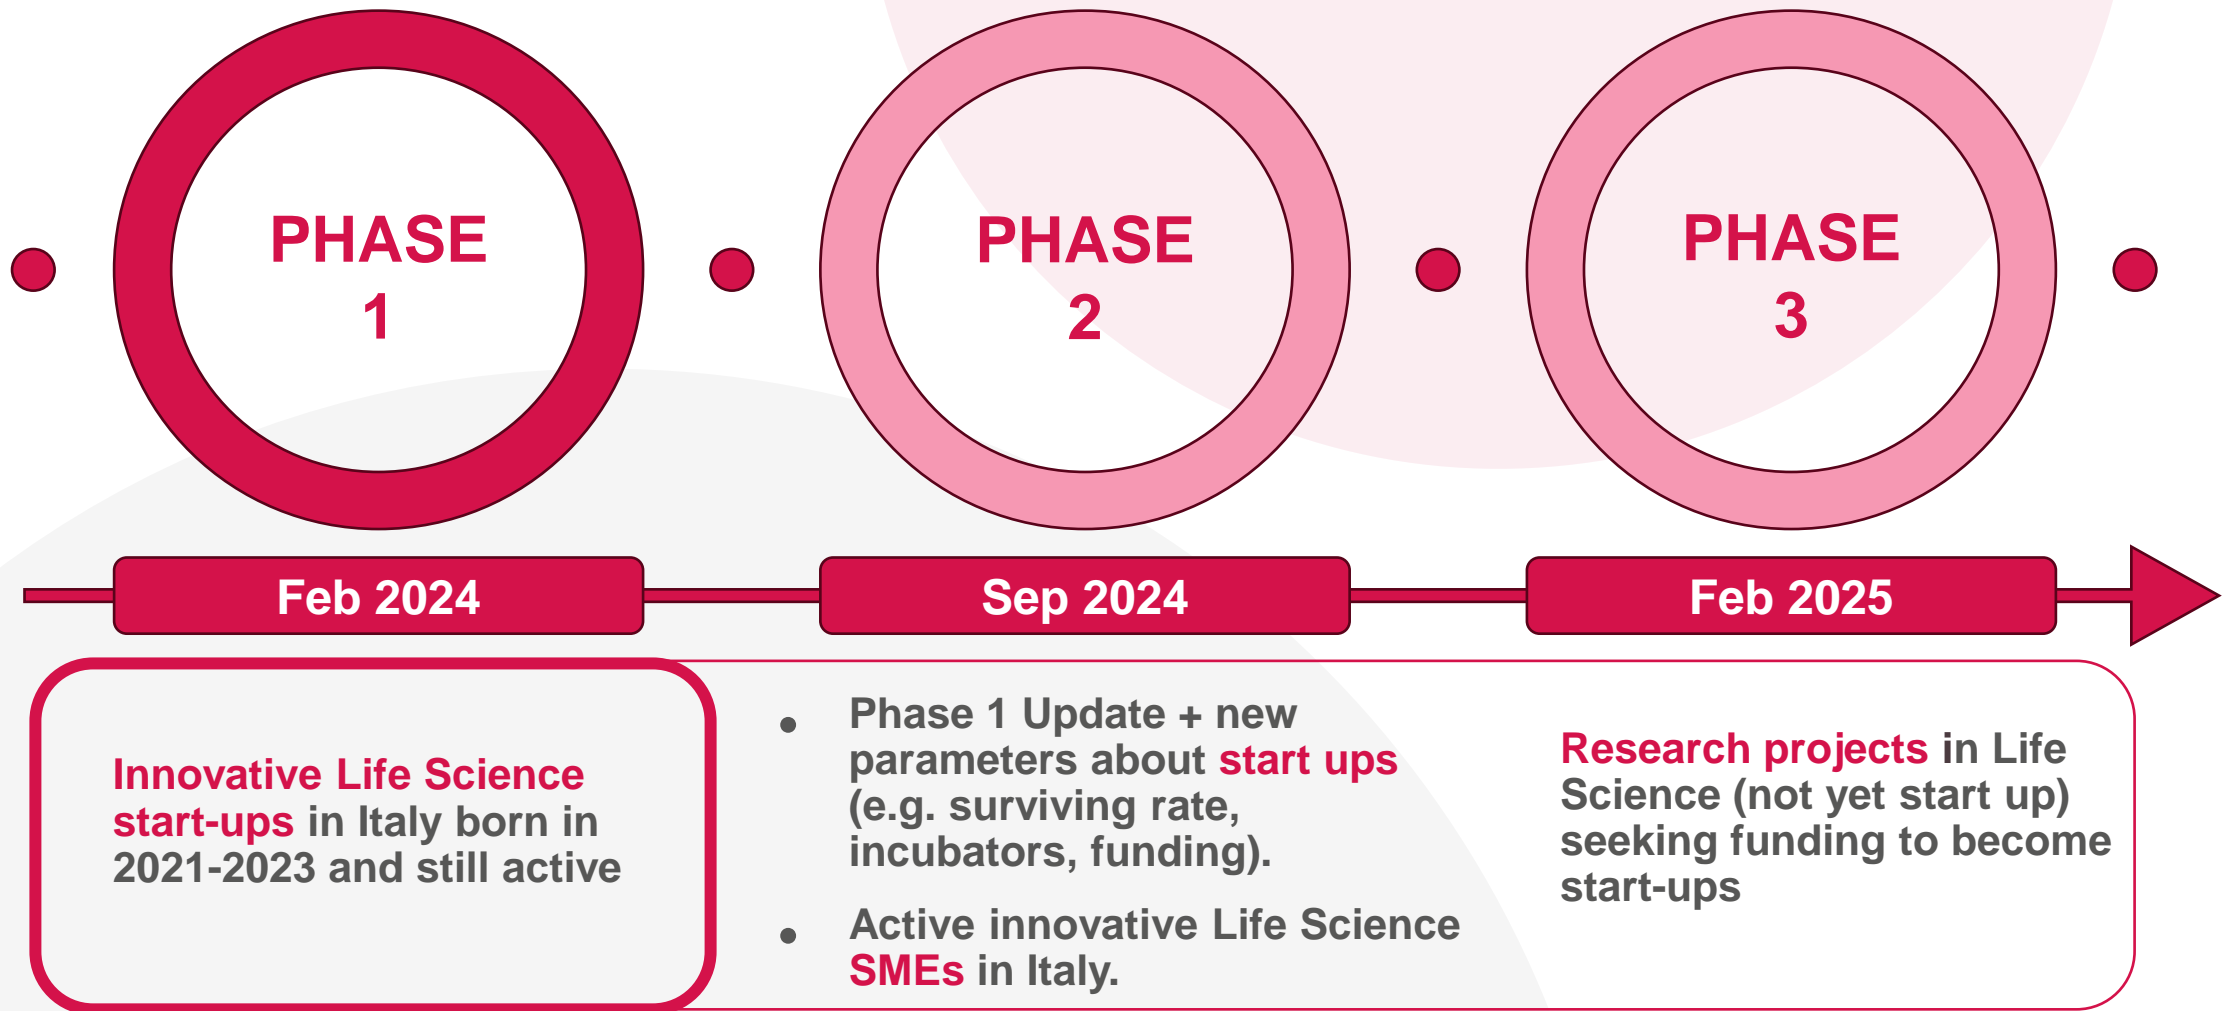 PHASE
1
PHASE
2
PHASE
3
Feb 2024
Sep 2024
Feb 2025
Innovative Life Science
start-ups in Italy born in
2021-2023 and still active
• Phase 1 Update + new
parameters about start ups
(e.g. surviving rate,
incubators, funding).
• Active innovative Life Science
SMEs in Italy.
Research projects in Life
Science (not yet start up)
seeking funding to become
start-ups